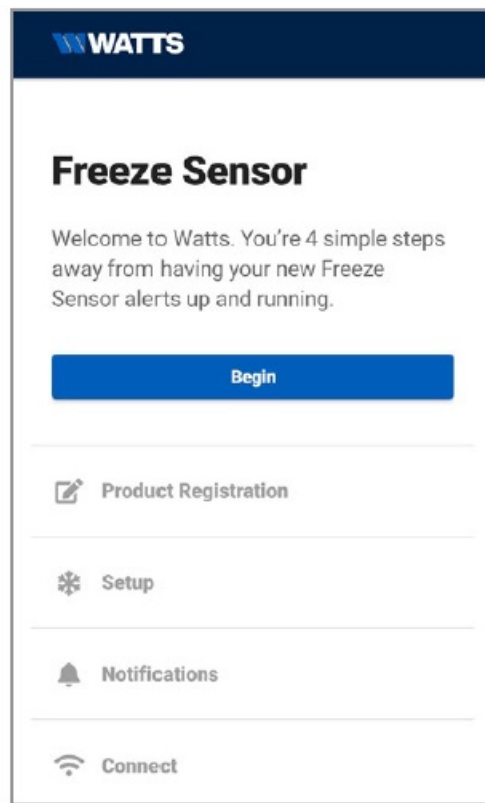 WATTS
Freeze Sensor
Welcome to Watts. You're 4 simple steps
away from having your new Freeze
Sensor alerts up and running.
Begin
Product Registration
Setup
Notifications
Connect